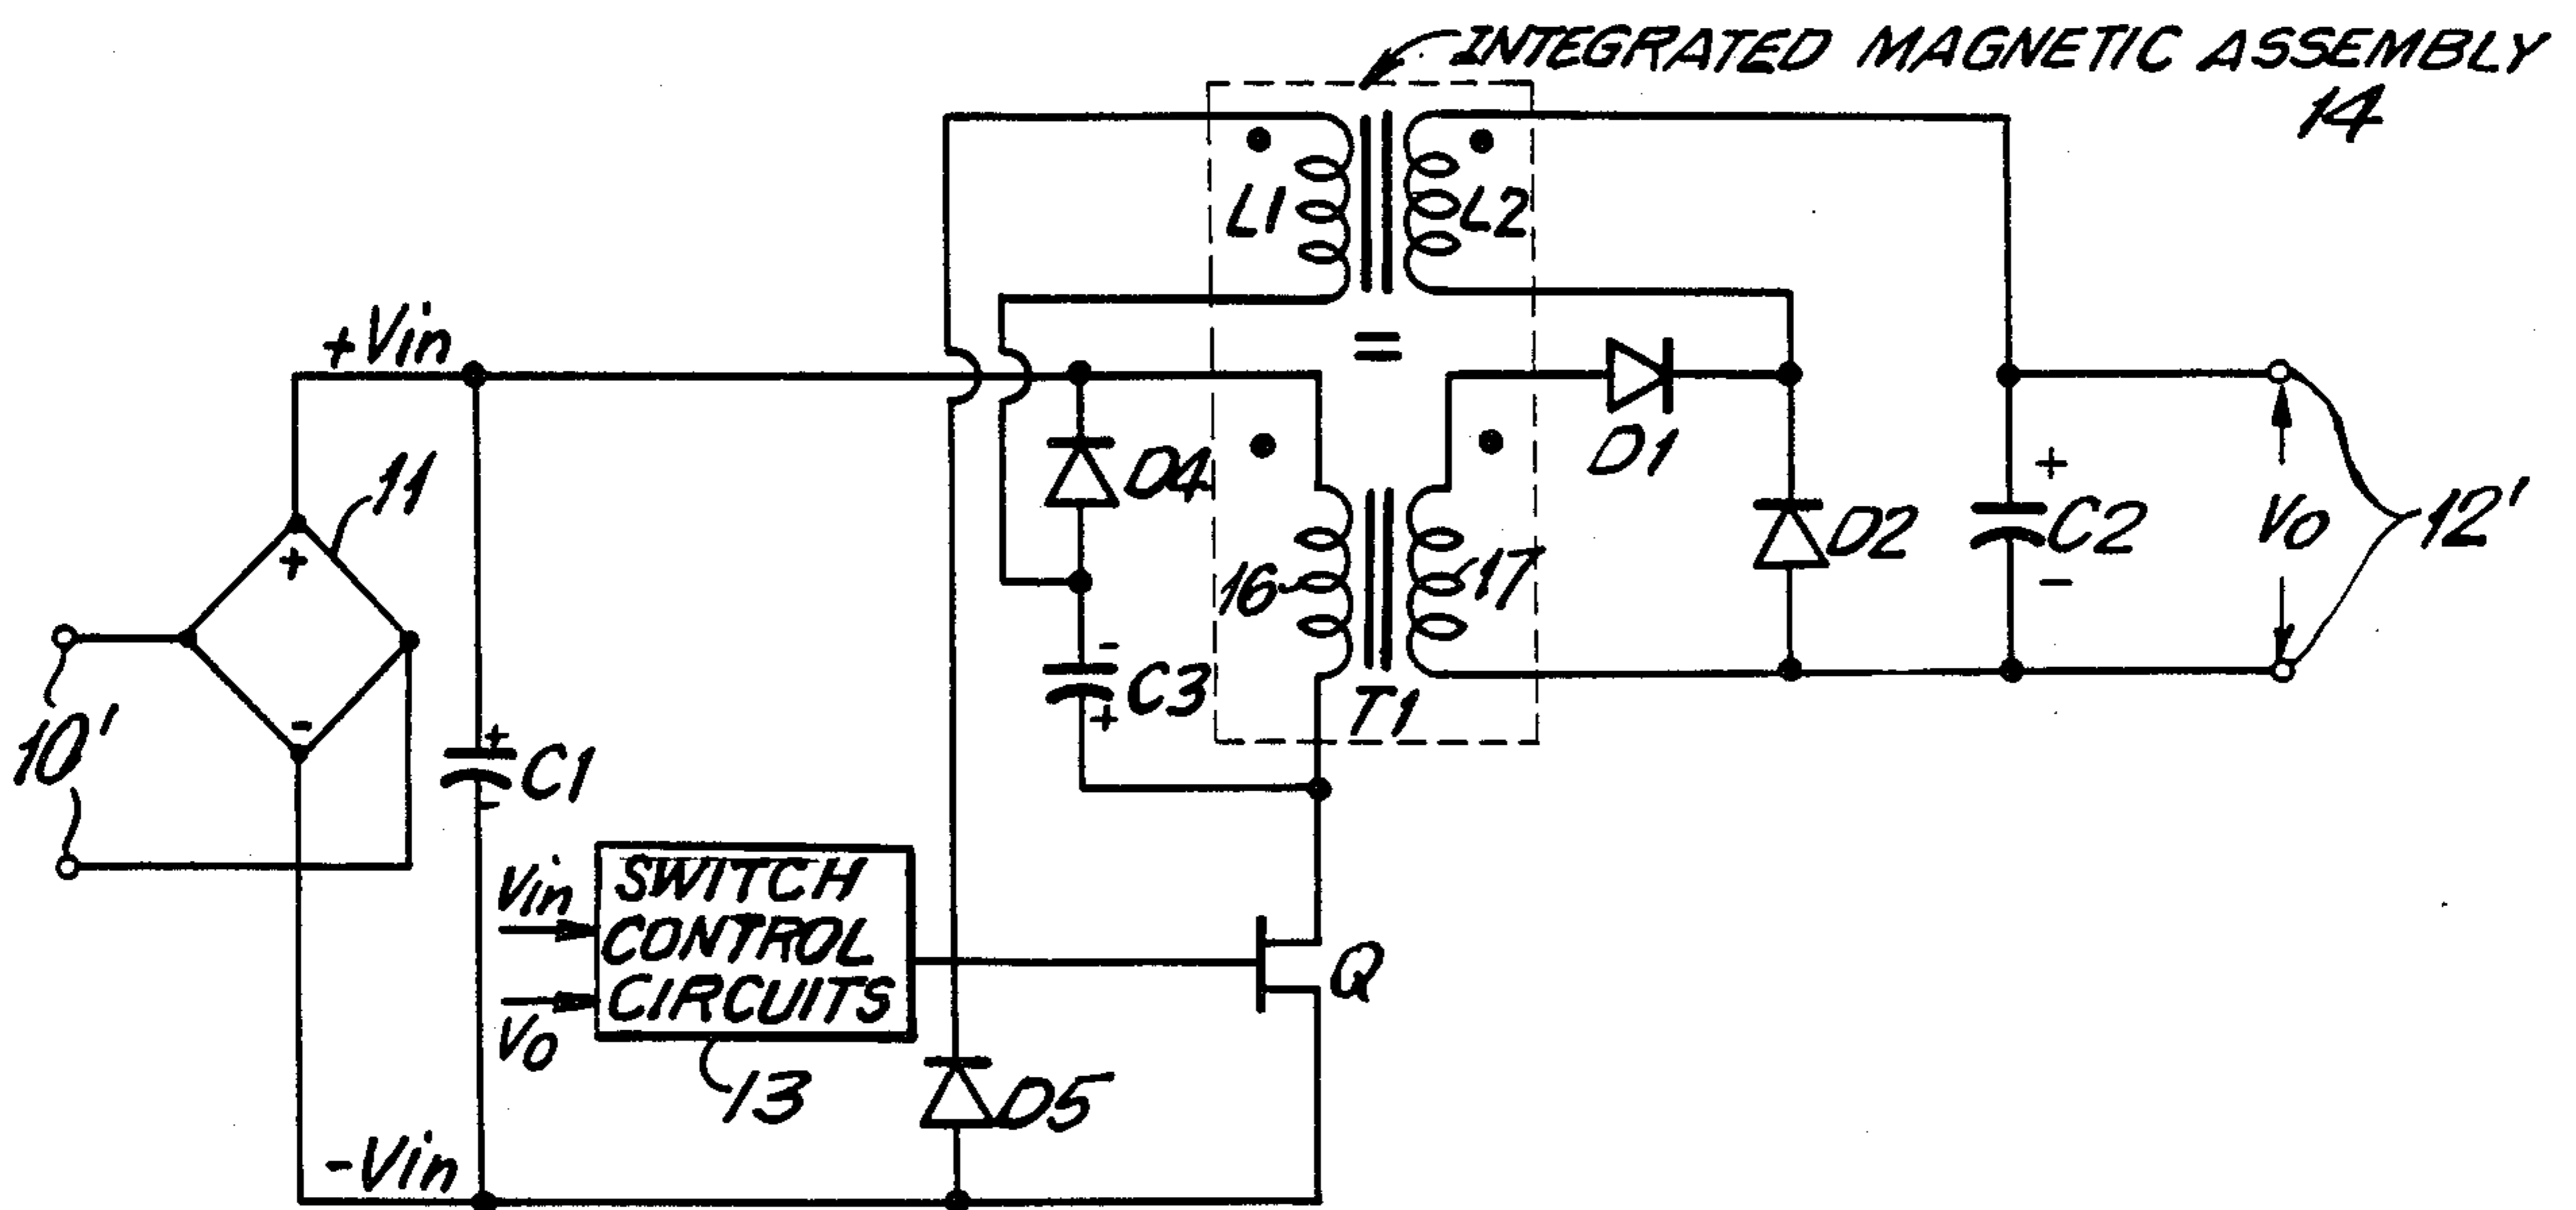 INTEGRATED MAGNETIC ASSEMBLY
14
L1
L2
+Vin
=
11
D4
D1
+
D2
+
C2
-
Vo
12'
16
17
-
C3
+
T1
10'
-
+
C1
-
Vin
SWITCH
CONTROL
CIRCUITS
Vo
Q
13
D5
-Vin